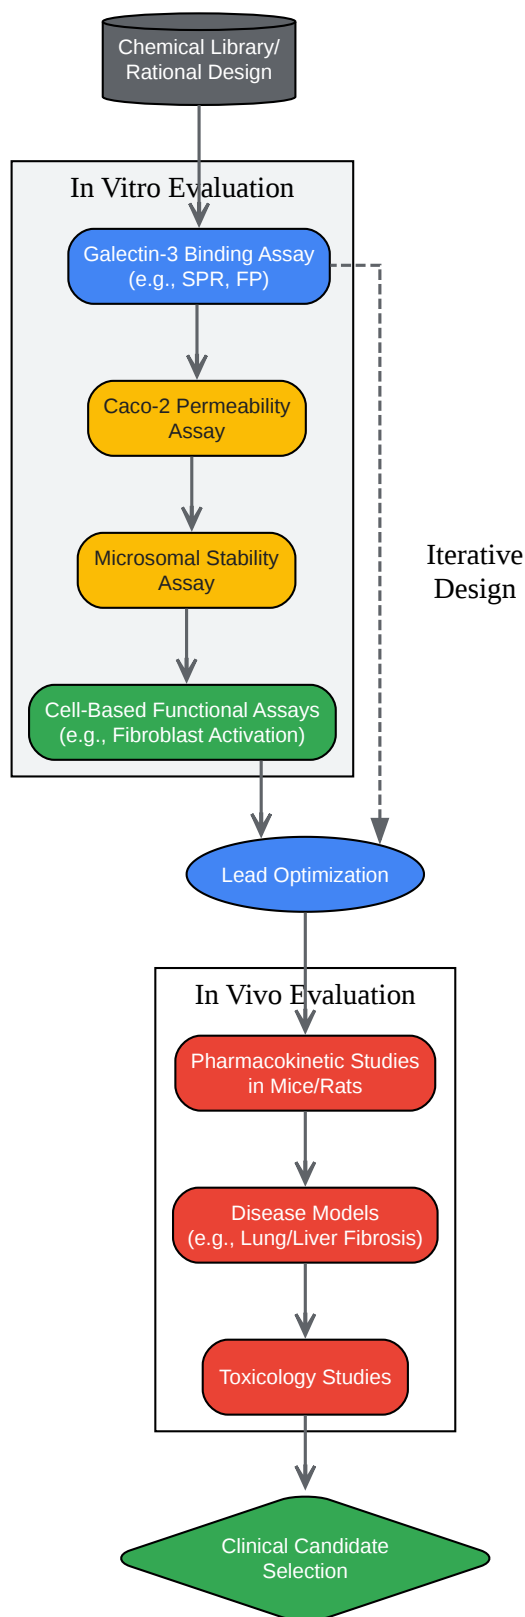 Chemical Library/
Rational Design
In Vitro Evaluation
Galectin-3 Binding Assay
(e.g., SPR, FP)
Caco-2 Permeability
Assay
Microsomal Stability
Assay
Iterative
Design
Cell-Based Functional Assays
(e.g., Fibroblast Activation)
Lead Optimization
In Vivo Evaluation
Pharmacokinetic Studies
in Mice/Rats
Disease Models
(e.g., Lung/Liver Fibrosis)
Toxicology Studies
Clinical Candidate
Selection